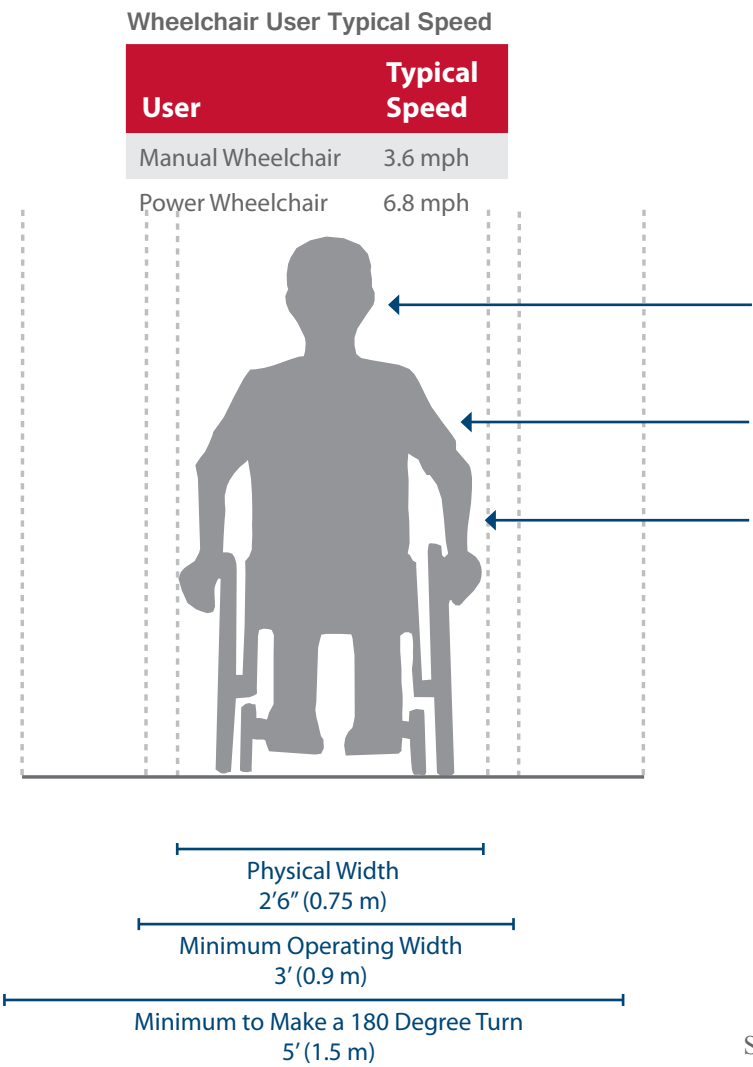 Wheelchair User Typical Speed
User Typical Speed
Manual Wheelchair 3.6 mph
Power Wheelchair 6.8 mph
Physical Width
2’6” (0.75 m)
Minimum Operating Width
3’ (0.9 m)
Minimum to Make a 180 Degree Turn
5’ (1.5 m)
S